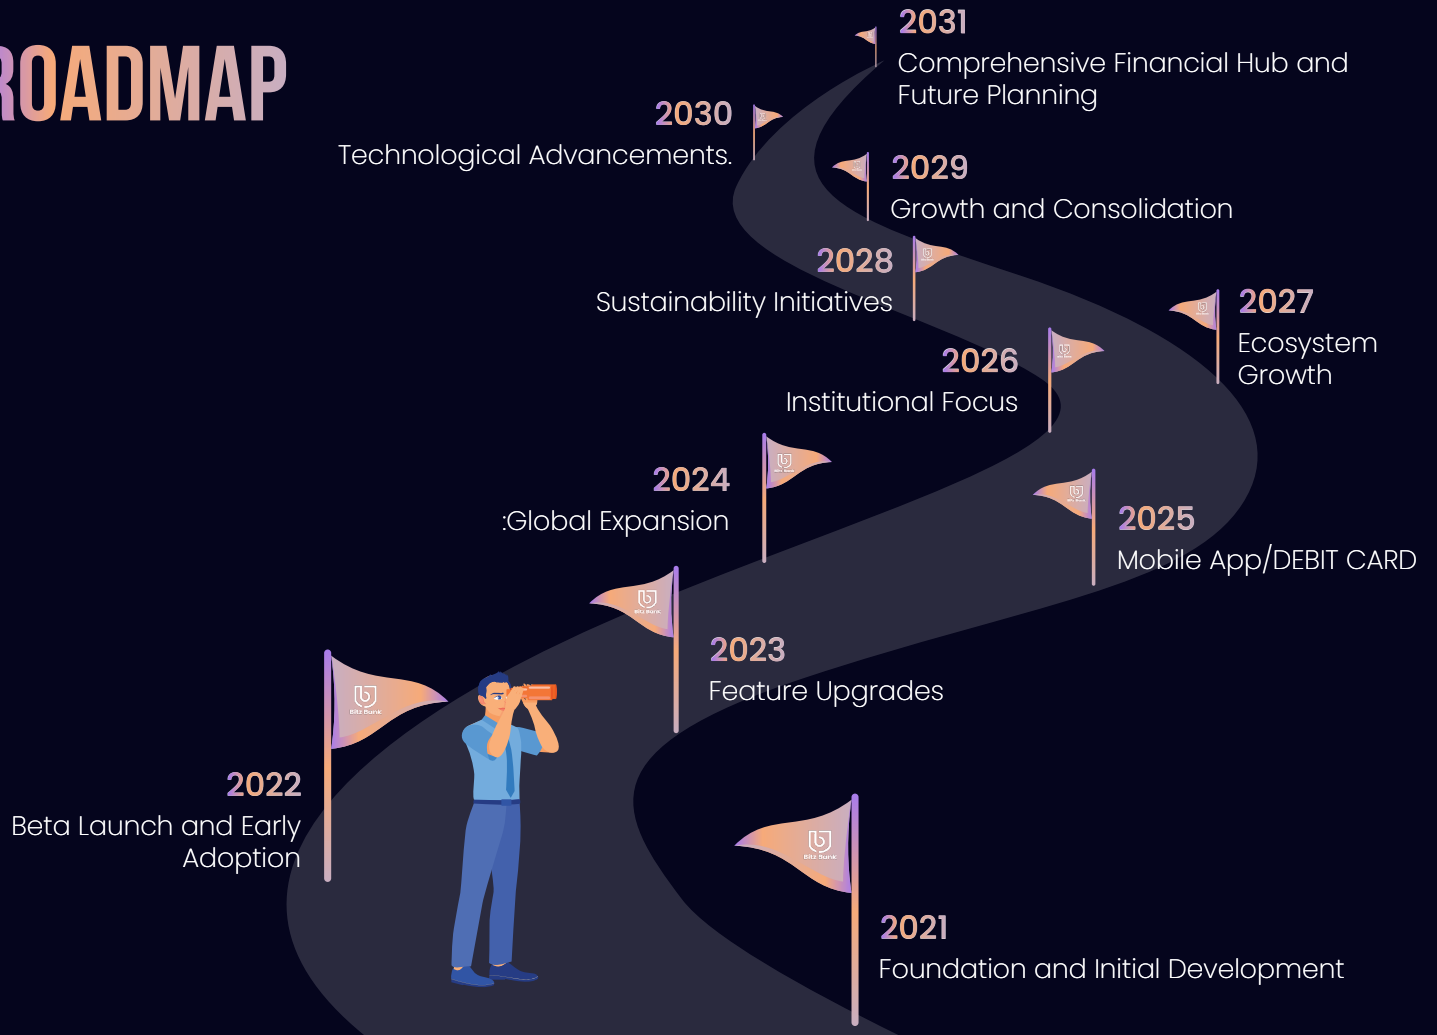 ROADMAP
2031
Comprehensive Financial Hub and
Future Planning
2030
Technological Advancements.
2029
Growth and Consolidation
2028
Sustainability Initiatives
2027
Ecosystem
Growth
2026
Institutional Focus
2024
:Global Expansion
2025
Mobile App/DEBIT CARD
2023
Feature Upgrades
2022
Beta Launch and Early
Adoption
2021
Foundation and Initial Development